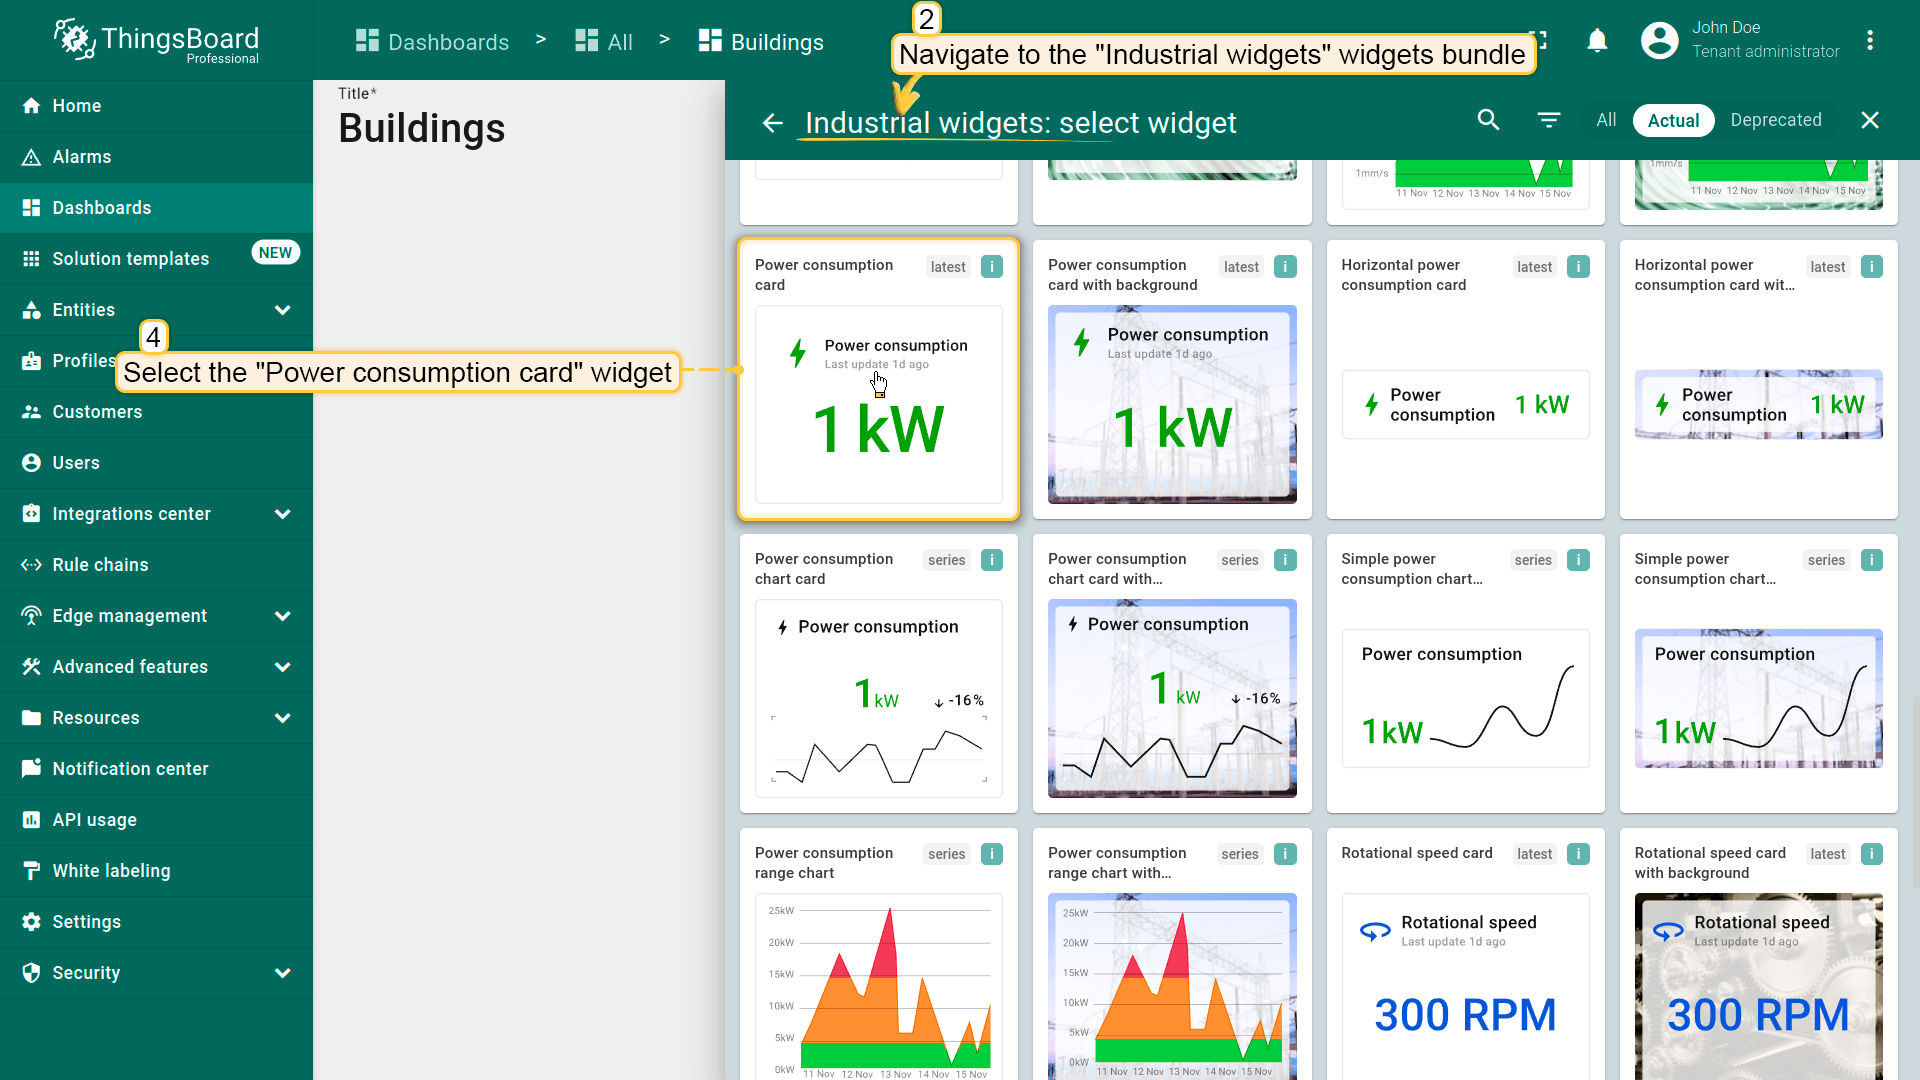 ThingsBoard
Professional
Dashboards > All > Buildings
John Doe
Tenant administrator
2
Navigate to the "Industrial widgets" widgets bundle
Home
Alarms
Dashboards
Solution templates NEW
Entities
Profiles
Customers
Users
Integrations center
Rule chains
Edge management
Advanced features
Resources
Notification center
API usage
White labeling
Settings
Security
4
Select the "Power consumption card" widget
Title*
Buildings
Industrial widgets: select widget
All Actual Deprecated
1mm/s
11 Nov 12 Nov 13 Nov 14 Nov 15 Nov
1mm/s
11 Nov 12 Nov 13 Nov 14 Nov 15 Nov
Power consumption
card
latest i
Power consumption
Last update 1d ago
1 kW
Power consumption
card with background
latest i
Power consumption
Last update 1d ago
1 kW
Horizontal power
consumption card
latest i
Power
consumption
1 kW
Horizontal power
consumption card wit...
latest i
Power
consumption
1 kW
Power consumption
chart card
series i
Power consumption
1 kW
-16%
Power consumption
chart card with...
series i
Power consumption
1 kW
-16%
Simple power
consumption chart...
series i
Power consumption
1 kW
Simple power
consumption chart...
series i
Power consumption
1 kW
Power consumption
range chart
series i
25kW
20kW
15kW
10kW
5kW
0kW
11 Nov 12 Nov 13 Nov 14 Nov 15 Nov
Power consumption
range chart with...
series i
25kW
20kW
15kW
10kW
5kW
0kW
11 Nov 12 Nov 13 Nov 14 Nov 15 Nov
Rotational speed card
latest i
Rotational speed
Last update 1d ago
300 RPM
Rotational speed card
with background
latest i
Rotational speed
Last update 1d ago
300 RPM